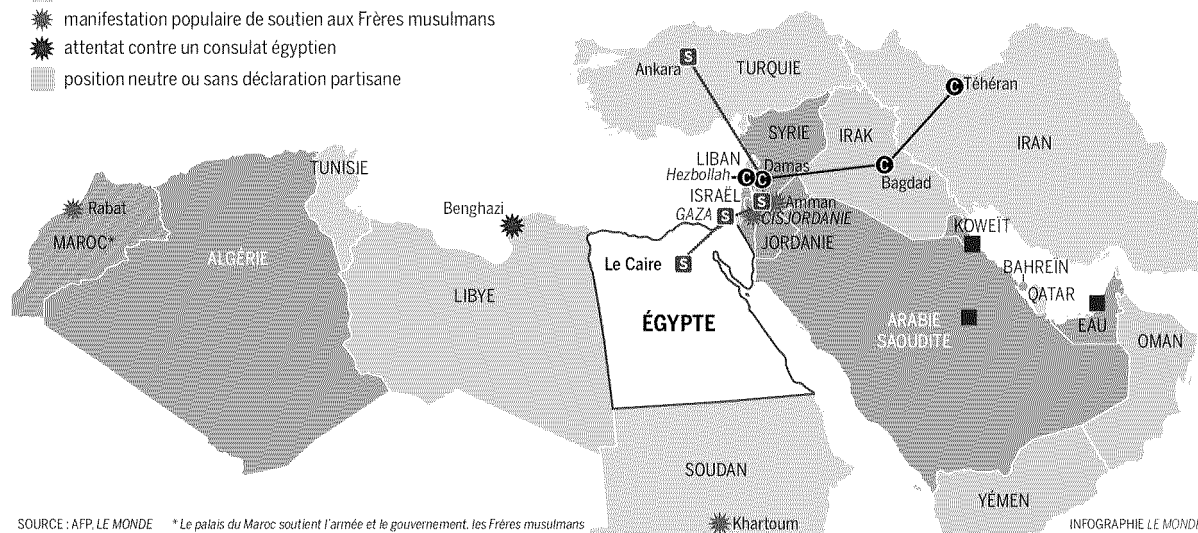 manifestation populaire de soutien aux Frères musulmans
attentat contre un consulat égyptien
position neutre ou sans déclaration partisane
Ankara
S
TURQUIE
C
Téhéran
SYRIE
IRAK
IRAN
TUNISIE
LIBAN
Hezbollah
C
C
Damas
C
Bagdad
Rabat
MAROC*
Benghazi
ISRAËL
GAZA
S
S
Amman
CISJORDANIE
JORDANIE
KOWEÏT
ALGÉRIE
Le Caire
S
BAHREÏN
QATAR
LIBYE
ÉGYPTE
ARABIE
SAOUDITE
EAU
OMAN
SOUDAN
YÉMEN
Khartoum
SOURCE : AFP, LE MONDE * Le palais du Maroc soutient l'armée et le gouvernement, les Frères musulmans
INFOGRAPHIE LE MONDE